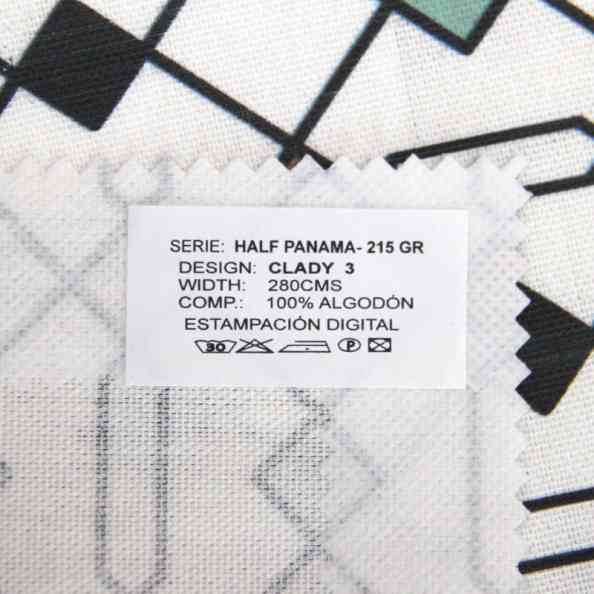 SERIE: HALF PANAMA- 215 GR
DESIGN: CLADY 3
WIDTH: 280CMS
COMP.: 100% ALGODÓN
ESTAMPACIÓN DIGITAL
30 P